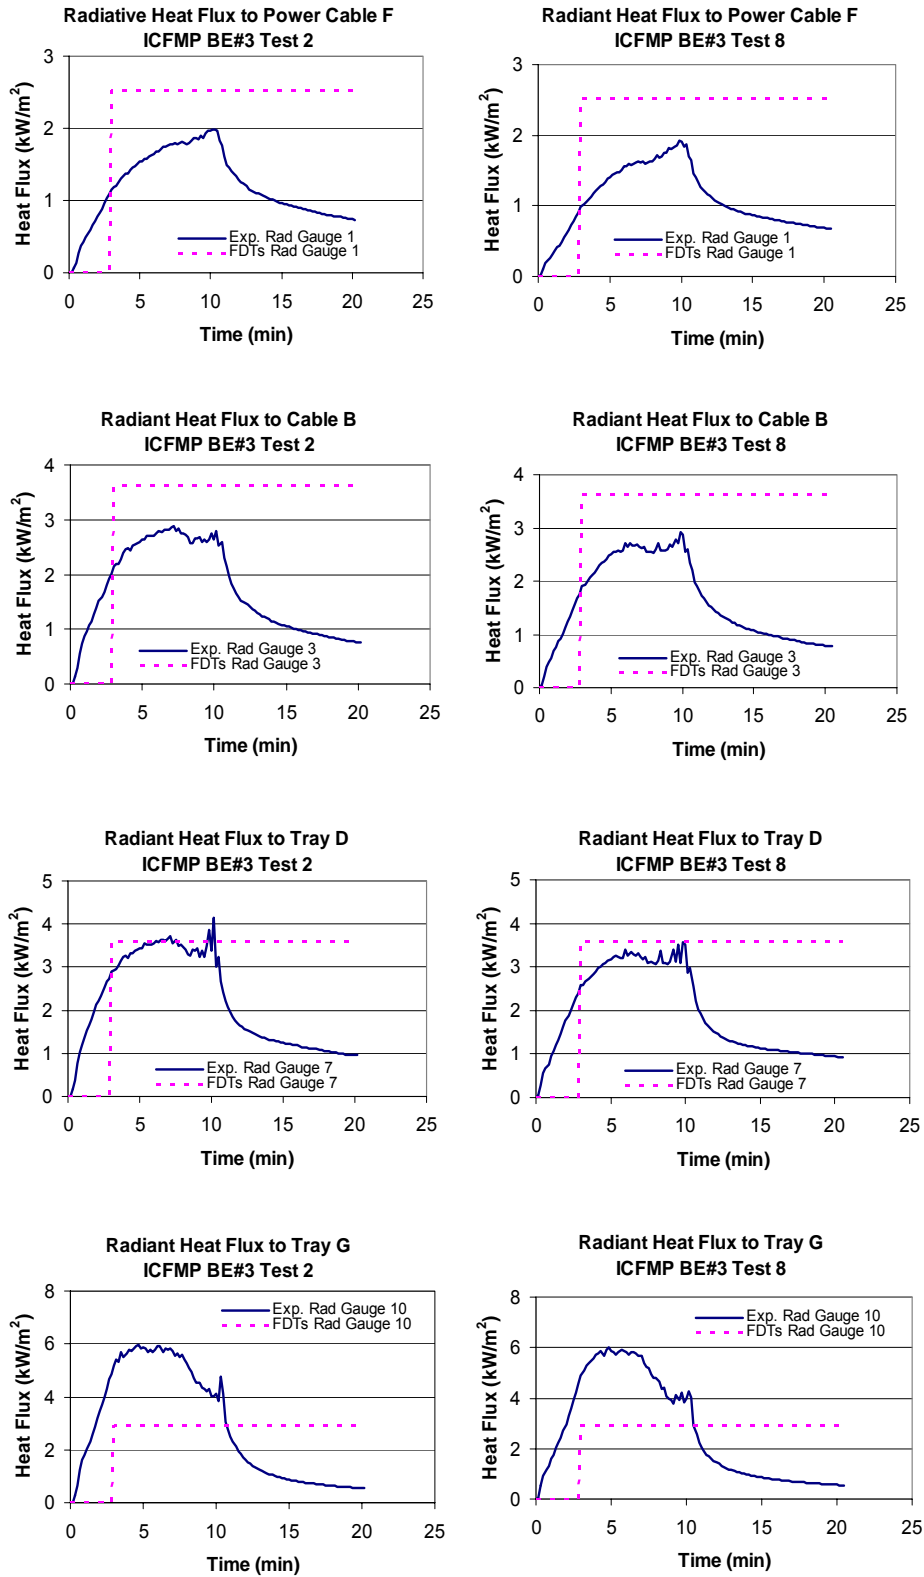 Radiative Heat Flux to Power Cable F
ICFMP BE#3 Test 2
Heat Flux (kW/m²)
3
2
1
0
Exp. Rad Gauge 1
FDTs Rad Gauge 1
0 5 10 15 20 25
Time (min)
Radiant Heat Flux to Power Cable F
ICFMP BE#3 Test 8
Heat Flux (kW/m²)
3
2
1
0
Exp. Rad Gauge 1
FDTs Rad Gauge 1
0 5 10 15 20 25
Time (min)
Radiant Heat Flux to Cable B
ICFMP BE#3 Test 2
Heat Flux (kW/m²)
4
3
2
1
0
Exp. Rad Gauge 3
FDTs Rad Gauge 3
0 5 10 15 20 25
Time (min)
Radiant Heat Flux to Cable B
ICFMP BE#3 Test 8
Heat Flux (kW/m²)
4
3
2
1
0
Exp. Rad Gauge 3
FDTs Rad Gauge 3
0 5 10 15 20 25
Time (min)
Radiant Heat Flux to Tray D
ICFMP BE#3 Test 2
Heat Flux (kW/m²)
5
4
3
2
1
0
Exp. Rad Gauge 7
FDTs Rad Gauge 7
0 5 10 15 20 25
Time (min)
Radiant Heat Flux to Tray D
ICFMP BE#3 Test 8
Heat Flux (kW/m²)
5
4
3
2
1
0
Exp. Rad Gauge 7
FDTs Rad Gauge 7
0 5 10 15 20 25
Time (min)
Radiant Heat Flux to Tray G
ICFMP BE#3 Test 2
Heat Flux (kW/m²)
8
6
4
2
0
Exp. Rad Gauge 10
FDTs Rad Gauge 10
0 5 10 15 20 25
Time (min)
Radiant Heat Flux to Tray G
ICFMP BE#3 Test 8
Heat Flux (kW/m²)
8
6
4
2
0
Exp. Rad Gauge 10
FDTs Rad Gauge 10
0 5 10 15 20 25
Time (min)